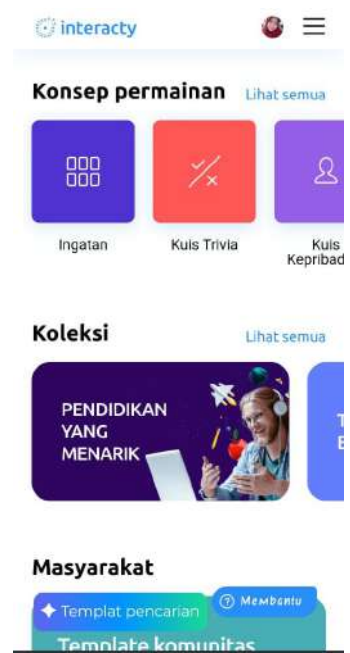 interacty
Konsep permainan Lihat semua
Ingatan
Kuis Trivia
Kuis
Koleksi Lihat semua
PENDIDIKAN
YANG
MENARIK
Masyarakat
Templat pencarian
Membantu
Template komunitas